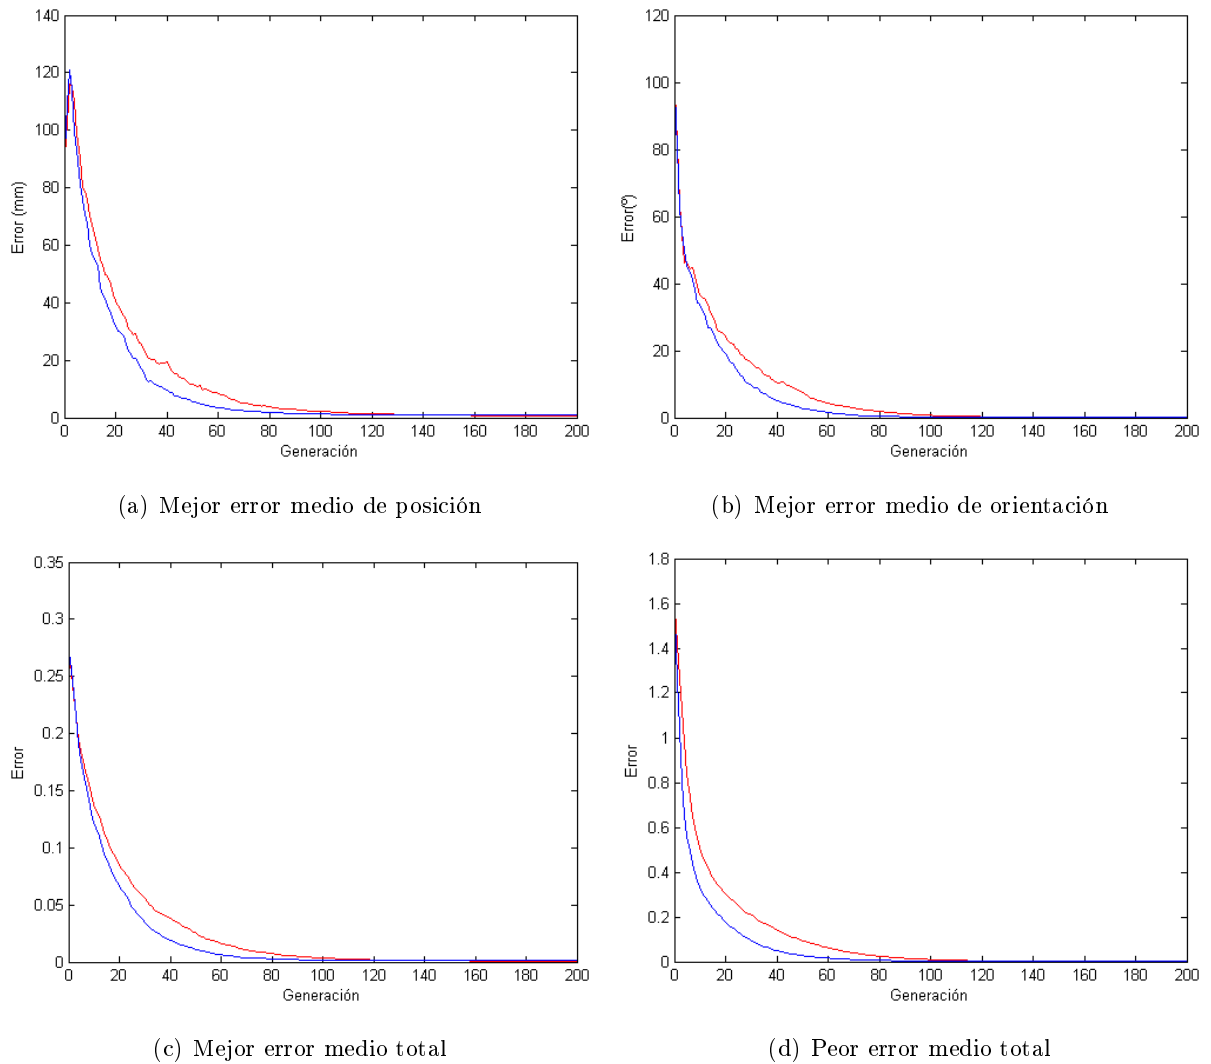 140
120
100
80
60
40
20
0
Error (mm)
0 20 40 60 80 100 120 140 160 180 200
Generación
(a) Mejor error medio de posición
120
100
80
60
40
20
0
Error(º)
0 20 40 60 80 100 120 140 160 180 200
Generación
(b) Mejor error medio de orientación
0.35
0.3
0.25
0.2
0.15
0.1
0.05
0
Error
0 20 40 60 80 100 120 140 160 180 200
Generación
(c) Mejor error medio total
1.8
1.6
1.4
1.2
1
0.8
0.6
0.4
0.2
0
Error
0 20 40 60 80 100 120 140 160 180 200
Generación
(d) Peor error medio total